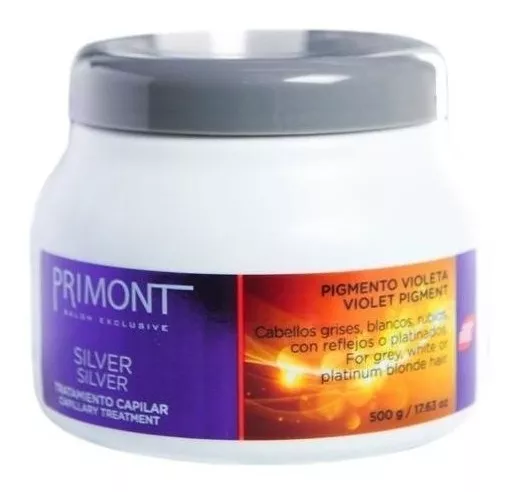 PRIMONT
SALON EXCLUSIVE
SILVER
SILVER
TRATAMIENTO CAPILAR
CAPILLARY TREATMENT
PIGMENTO VIOLETA
VIOLET PIGMENT
Cabellos grises, blancos, rubios,
con reflejos o platinados.
For grey, white or
platinum blonde hair
500 g / 17.63 oz